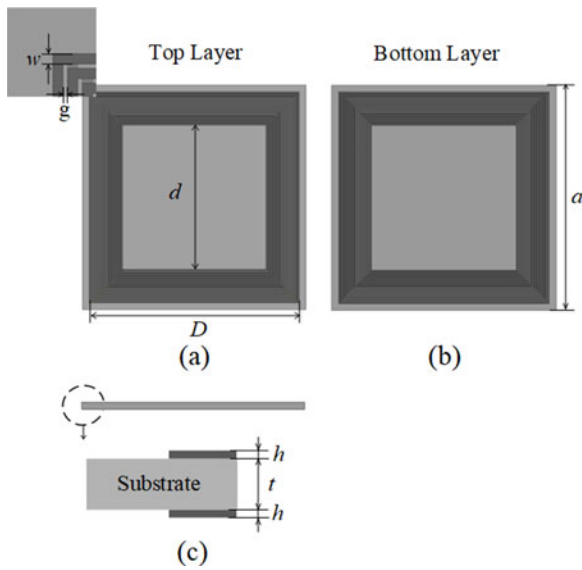 w
g
Top Layer
Bottom Layer
d
a
D
(a)
(b)
h
Substrate
t
h
(c)